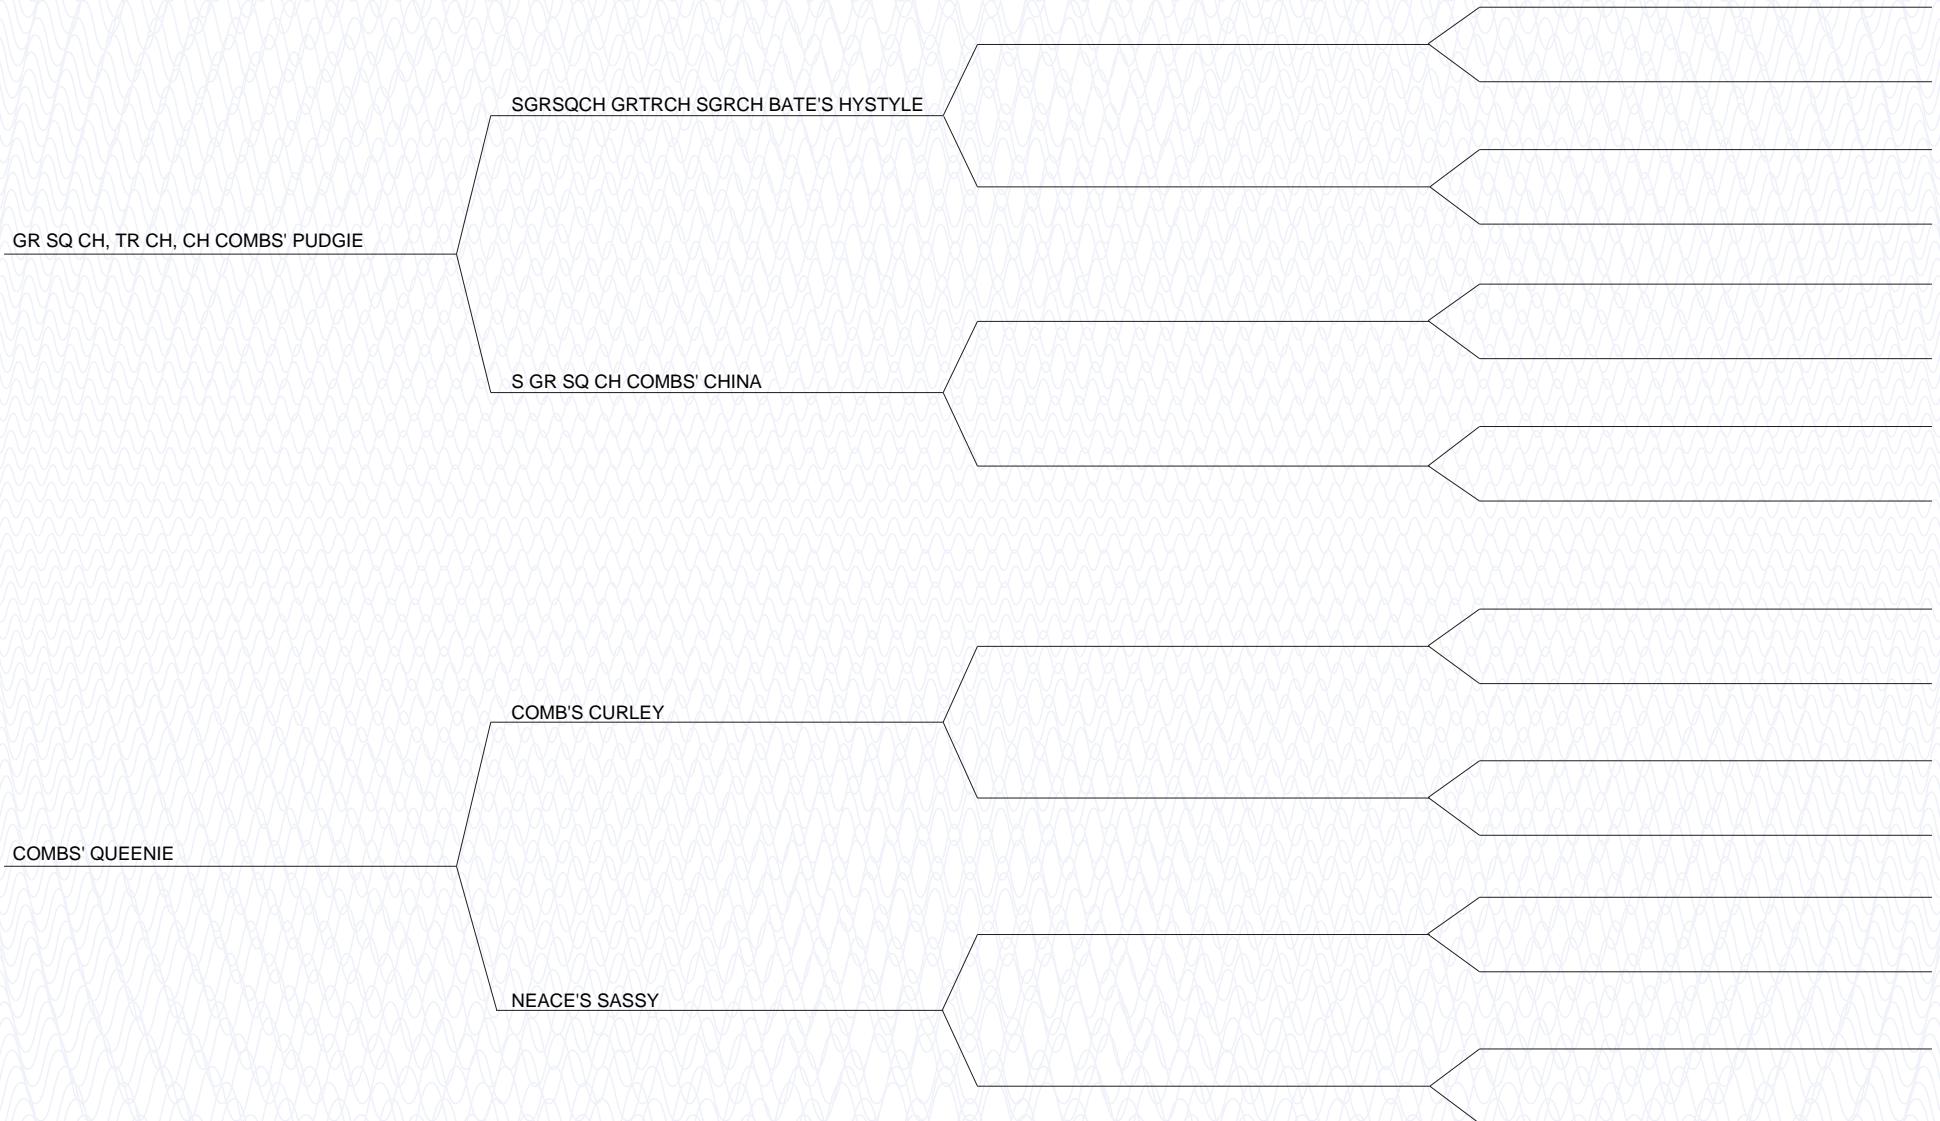 SGRSQCH GRTRCH SGRCH BATE'S HYSTYLE
GR SQ CH, TR CH, CH COMBS' PUDGIE
S GR SQ CH COMBS' CHINA
COMB'S CURLEY
COMBS' QUEENIE
NEACE'S SASSY